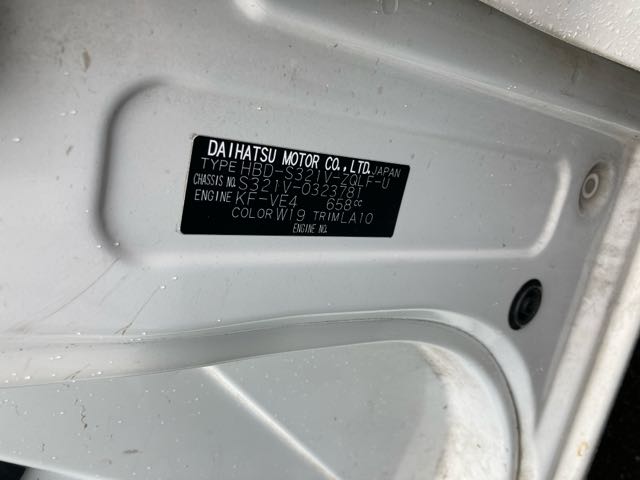 DAIHATSU MOTOR CO.,LTD. JAPAN
TYPE HBD-S321V-ZQLF-U
CHASSIS NO. S321V-0323781
ENGINE KF-VE4 658cc
COLOR W19 TRIM LA10
ENGINE NO.